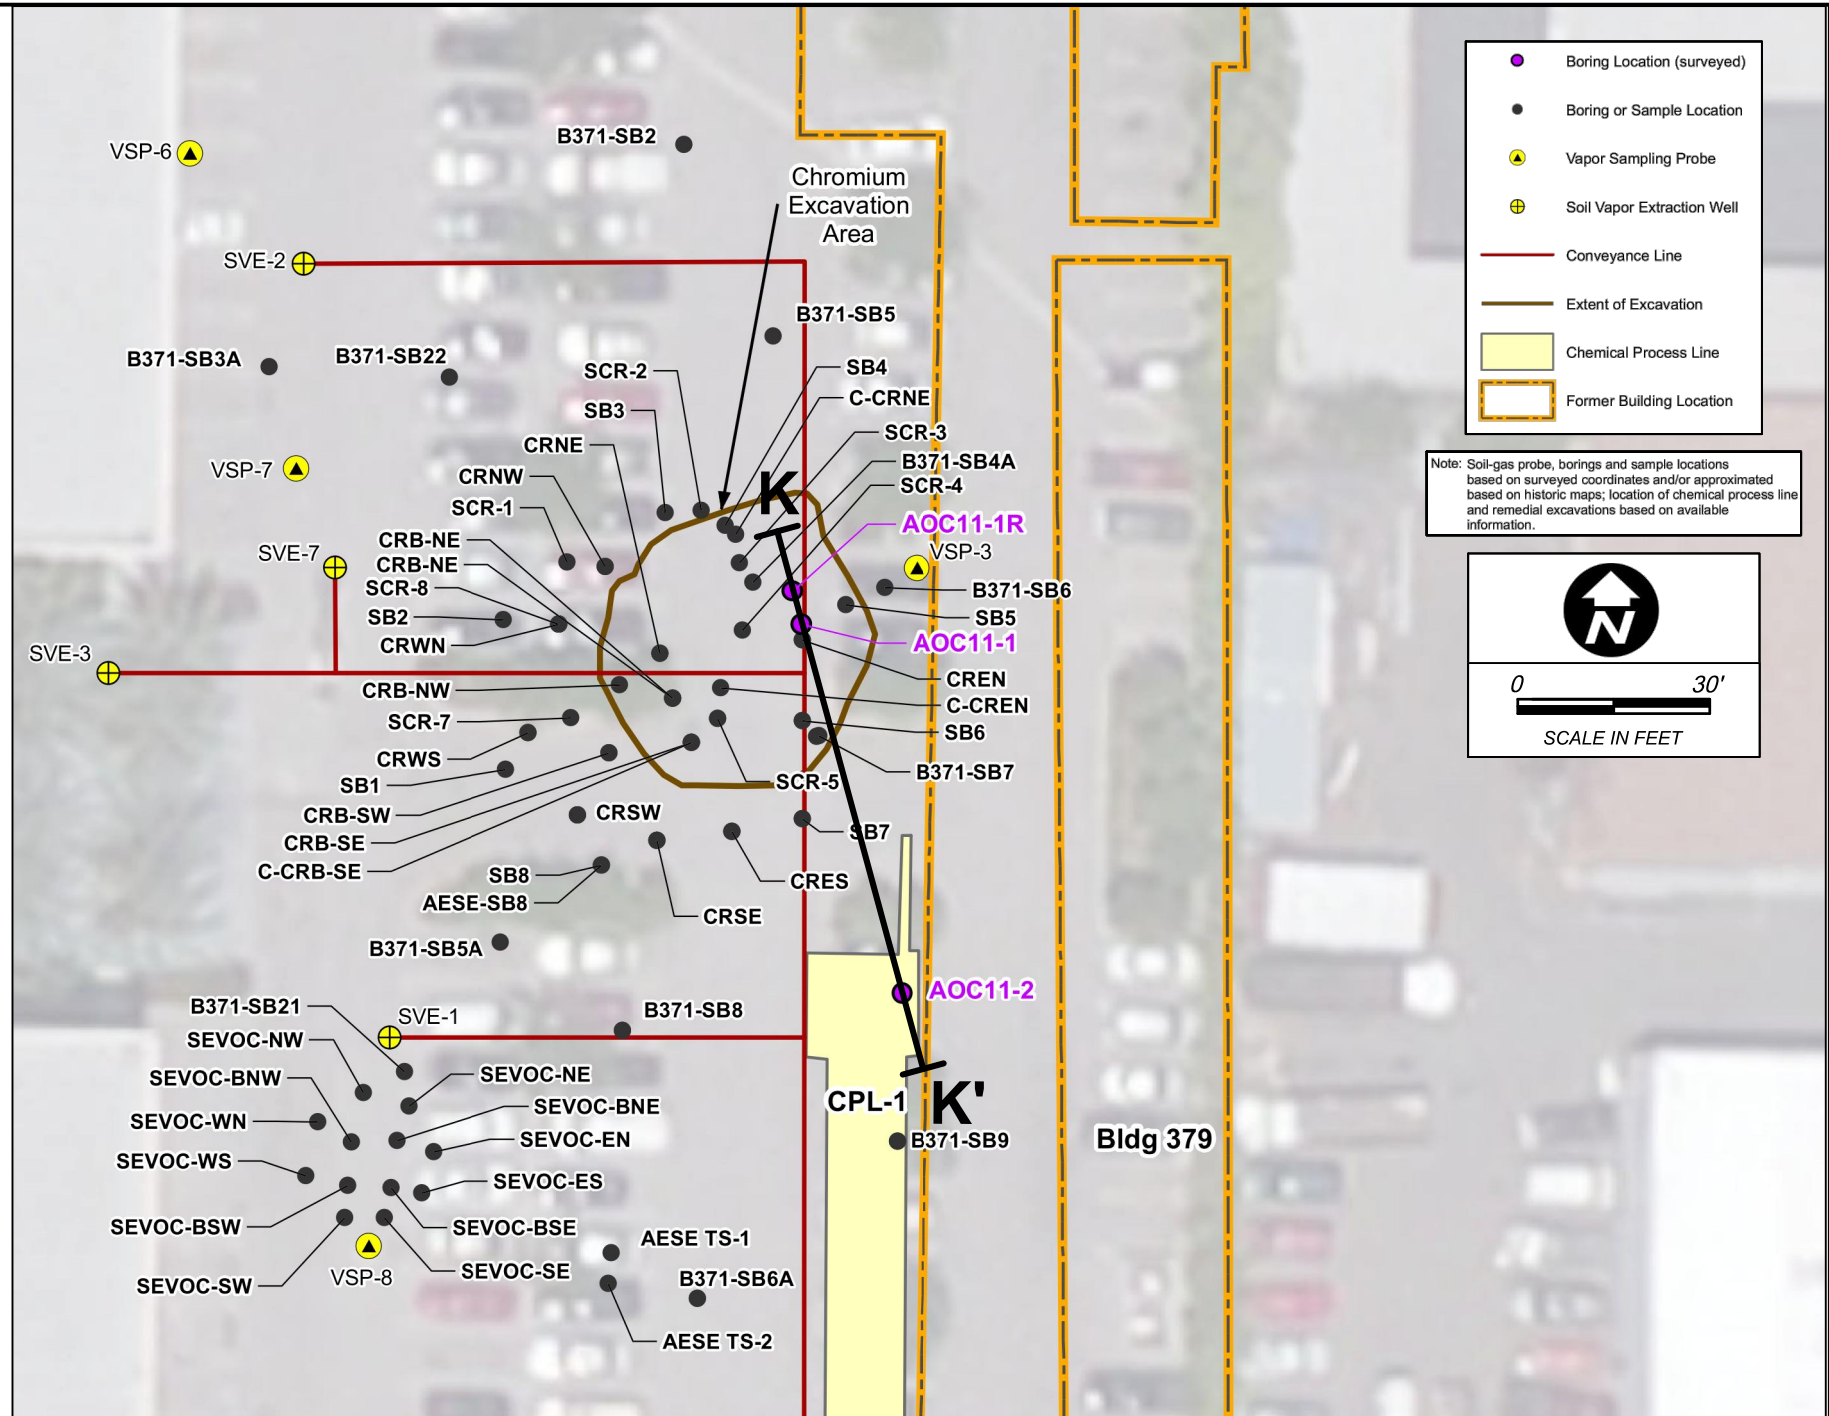 B371-SB2
VSP-6
Chromium
Excavation
Area
SVE-2
B371-SB5
B371-SB3A
B371-SB22
SCR-2
SB4
C-CRNE
SB3
SCR-3
CRNE
B371-SB4A
VSP-7
CRNW
SCR-4
K
SCR-1
AOC11-1R
CRB-NE
SVE-7
VSP-3
CRB-NE
SCR-8
B371-SB6
SB2
SB5
CRWN
AOC11-1
SVE-3
CREN
CRB-NW
C-CREN
SCR-7
SB6
CRWS
B371-SB7
SB1
SCR-5
CRB-SW
CRSW
SB7
CRB-SE
C-CRB-SE
SB8
CRES
AESE-SB8
CRSE
B371-SB5A
AOC11-2
B371-SB21
B371-SB8
SVE-1
SEVOC-NW
SEVOC-BNW
SEVOC-NE
CPL-1
K'
SEVOC-BNE
SEVOC-WN
SEVOC-EN
B371-SB9
Bldg 379
SEVOC-WS
SEVOC-ES
SEVOC-BSW
SEVOC-BSE
AESE TS-1
SEVOC-SE
VSP-8
B371-SB6A
SEVOC-SW
AESE TS-2
Boring Location (surveyed)
Boring or Sample Location
Vapor Sampling Probe
Soil Vapor Extraction Well
Conveyance Line
Extent of Excavation
Chemical Process Line
Former Building Location
Note: Soil-gas probe, borings and sample locations
based on surveyed coordinates and/or approximated
based on historic maps; location of chemical process line
and remedial excavations based on available
information.
N
0 30'
SCALE IN FEET